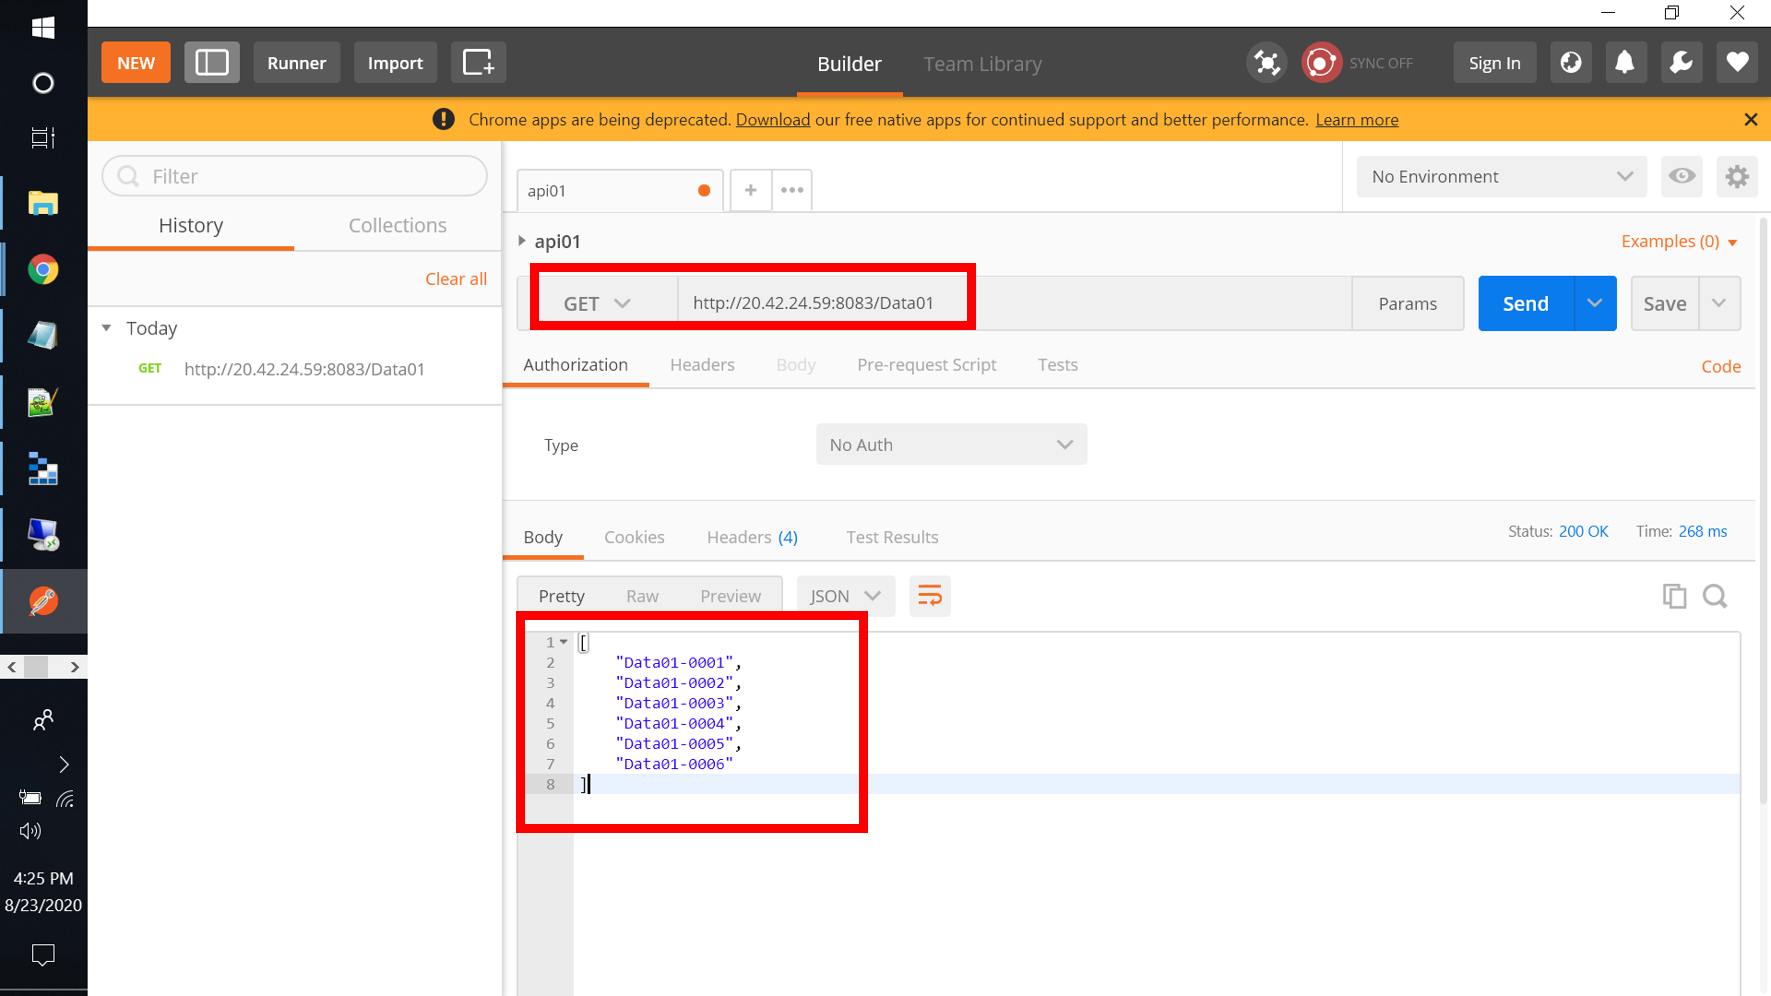 NEW
Runner
Import
Builder
Team Library
SYNC OFF
Sign In
Chrome apps are being deprecated. Download our free native apps for continued support and better performance. Learn more
Filter
History
Collections
Clear all
Today
GET http://20.42.24.59:8083/Data01
api01
+
No Environment
api01
Examples (0)
GET
http://20.42.24.59:8083/Data01
Params
Send
Save
Authorization
Headers
Body
Pre-request Script
Tests
Code
Type
No Auth
Body
Cookies
Headers (4)
Test Results
Status: 200 OK
Time: 268 ms
Pretty
Raw
Preview
JSON
1 [
2 "Data01-0001",
3 "Data01-0002",
4 "Data01-0003",
5 "Data01-0004",
6 "Data01-0005",
7 "Data01-0006"
8 ]
4:25 PM
8/23/2020